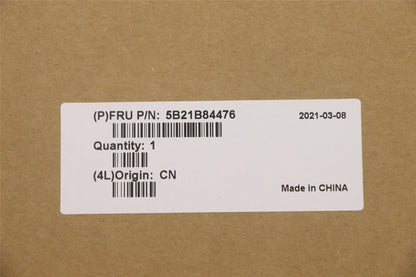 (P)FRU P/N: 5B21B84476
2021-03-08
Quantity: 1
(4L)Origin: CN
Made in CHINA